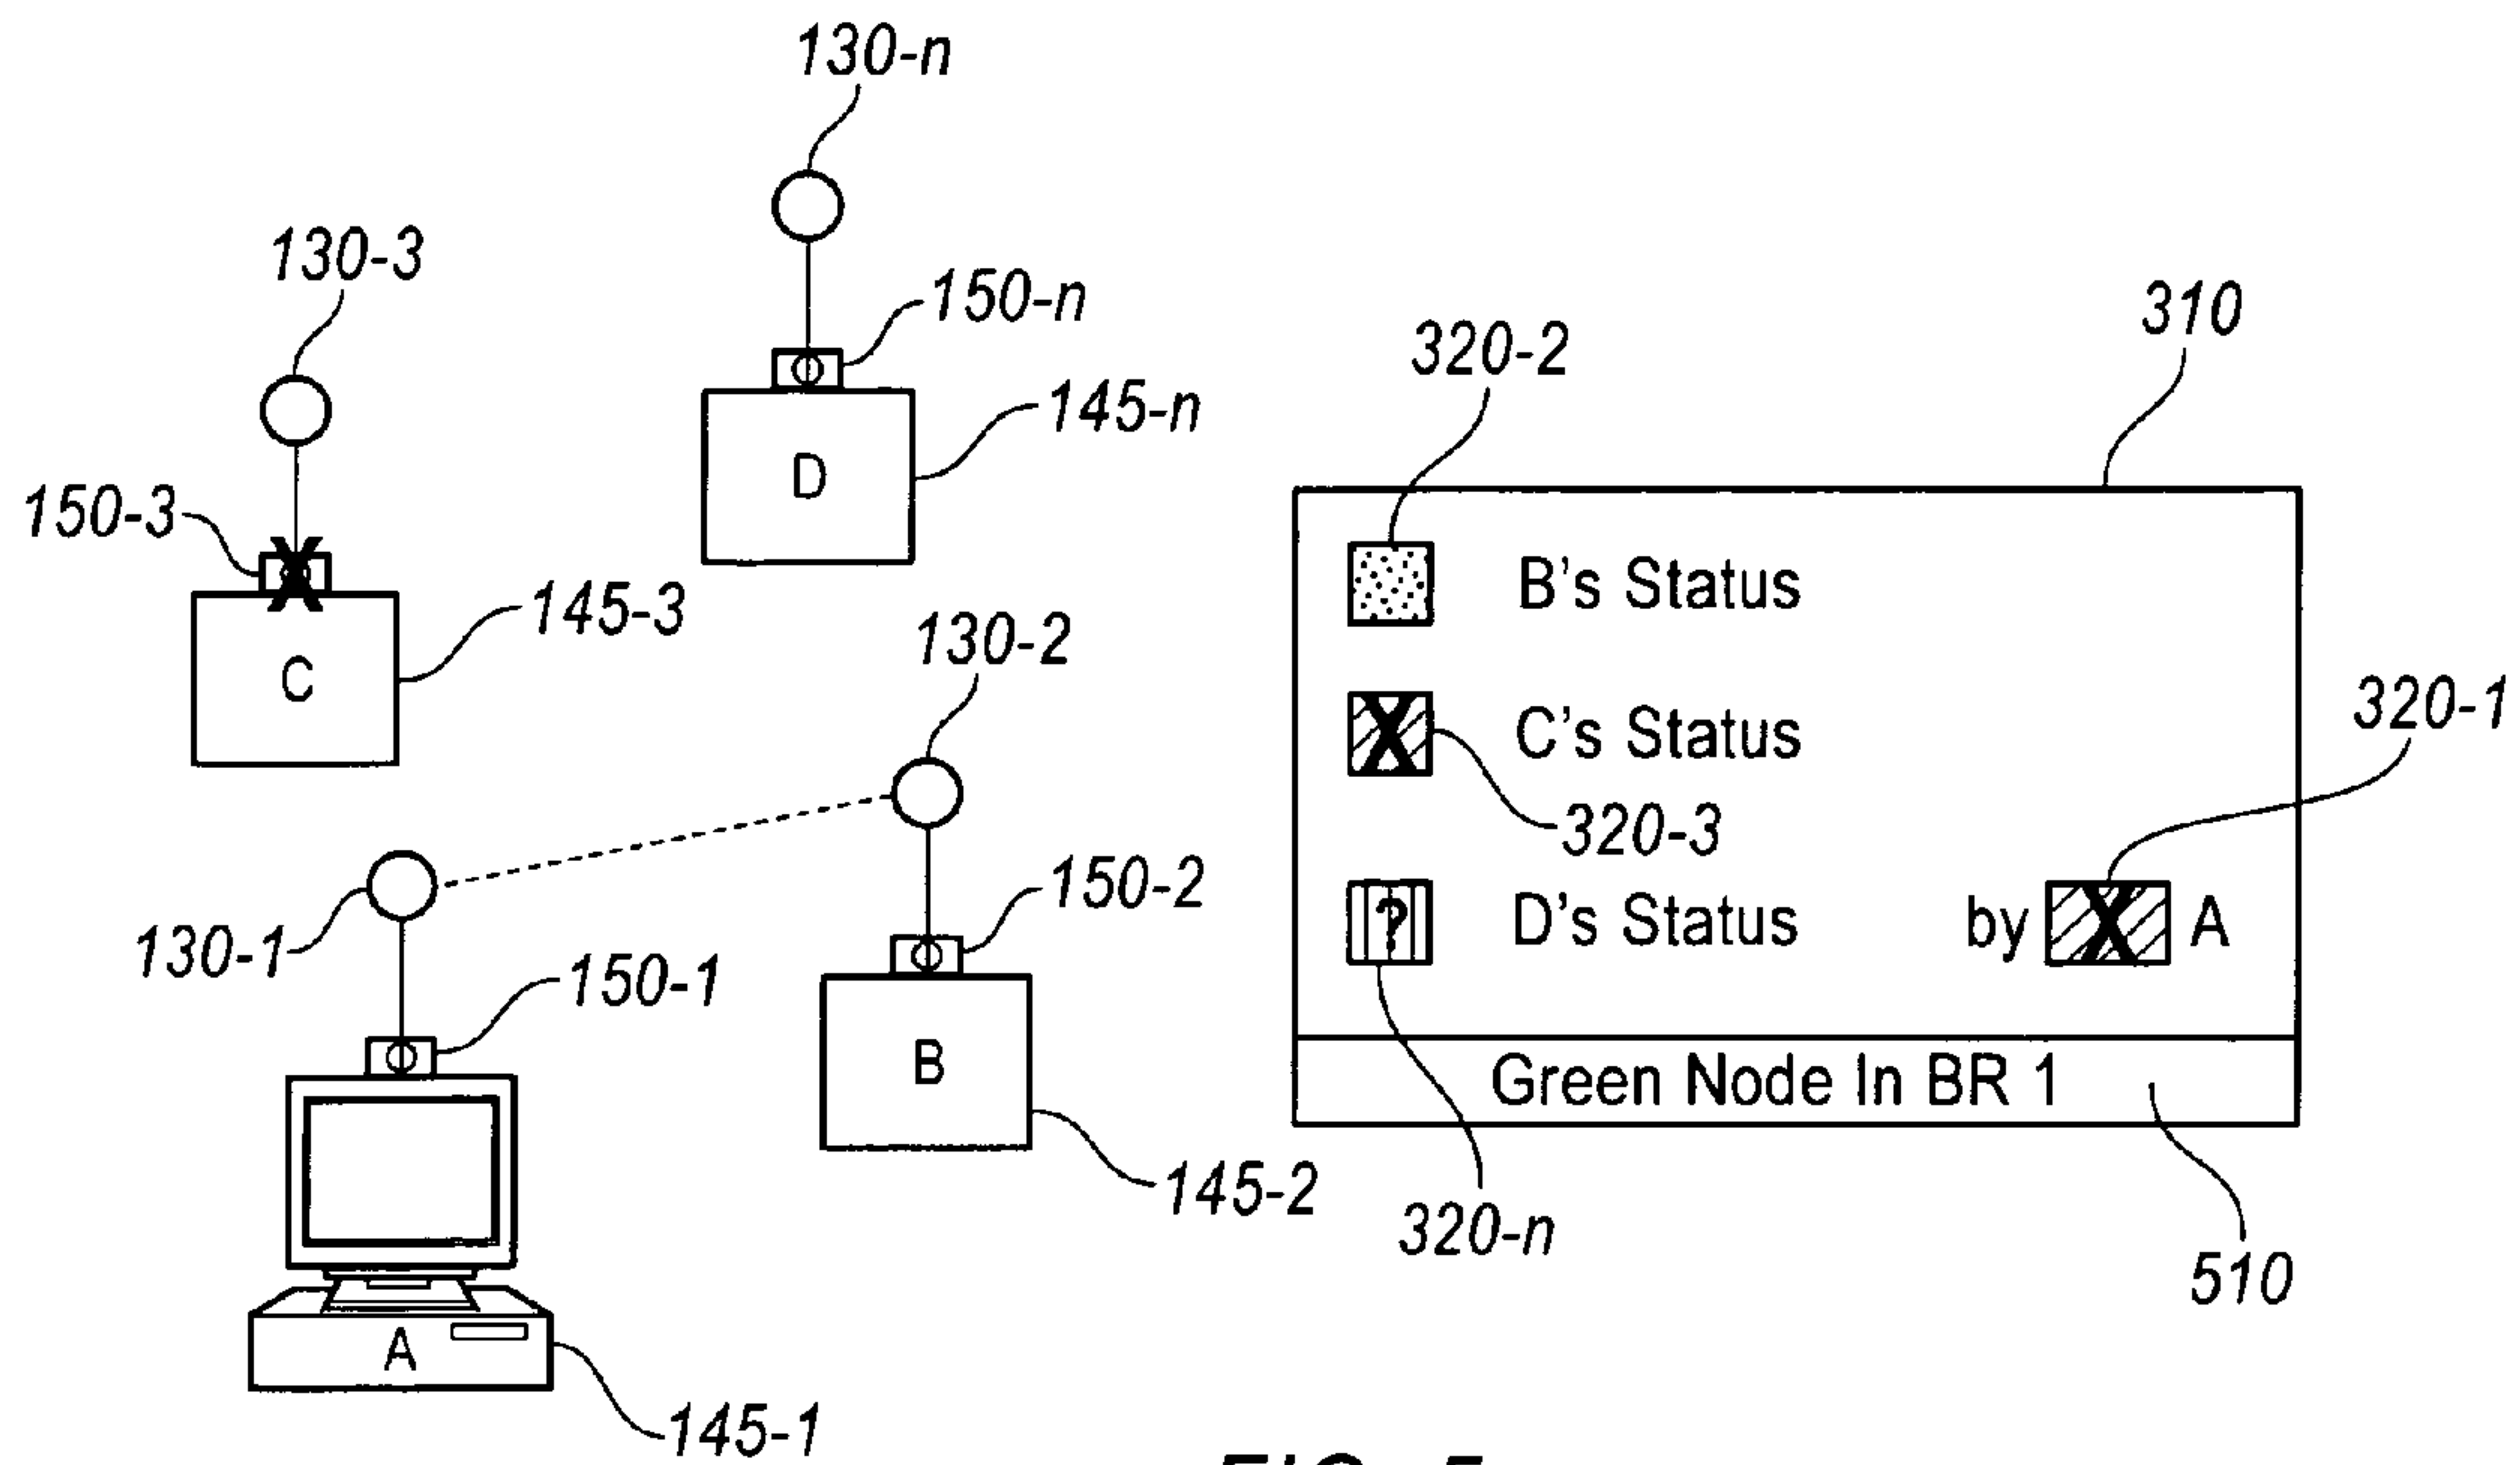 130-n
130-3
150-n
310
320-2
145-n
D
150-3
B's Status
145-3
130-2
C
C's Status
320-1
320-3
150-2
D's Status by X A
?
130-1
150-1
B
Green Node In BR 1
145-2
320-n
510
A
145-1